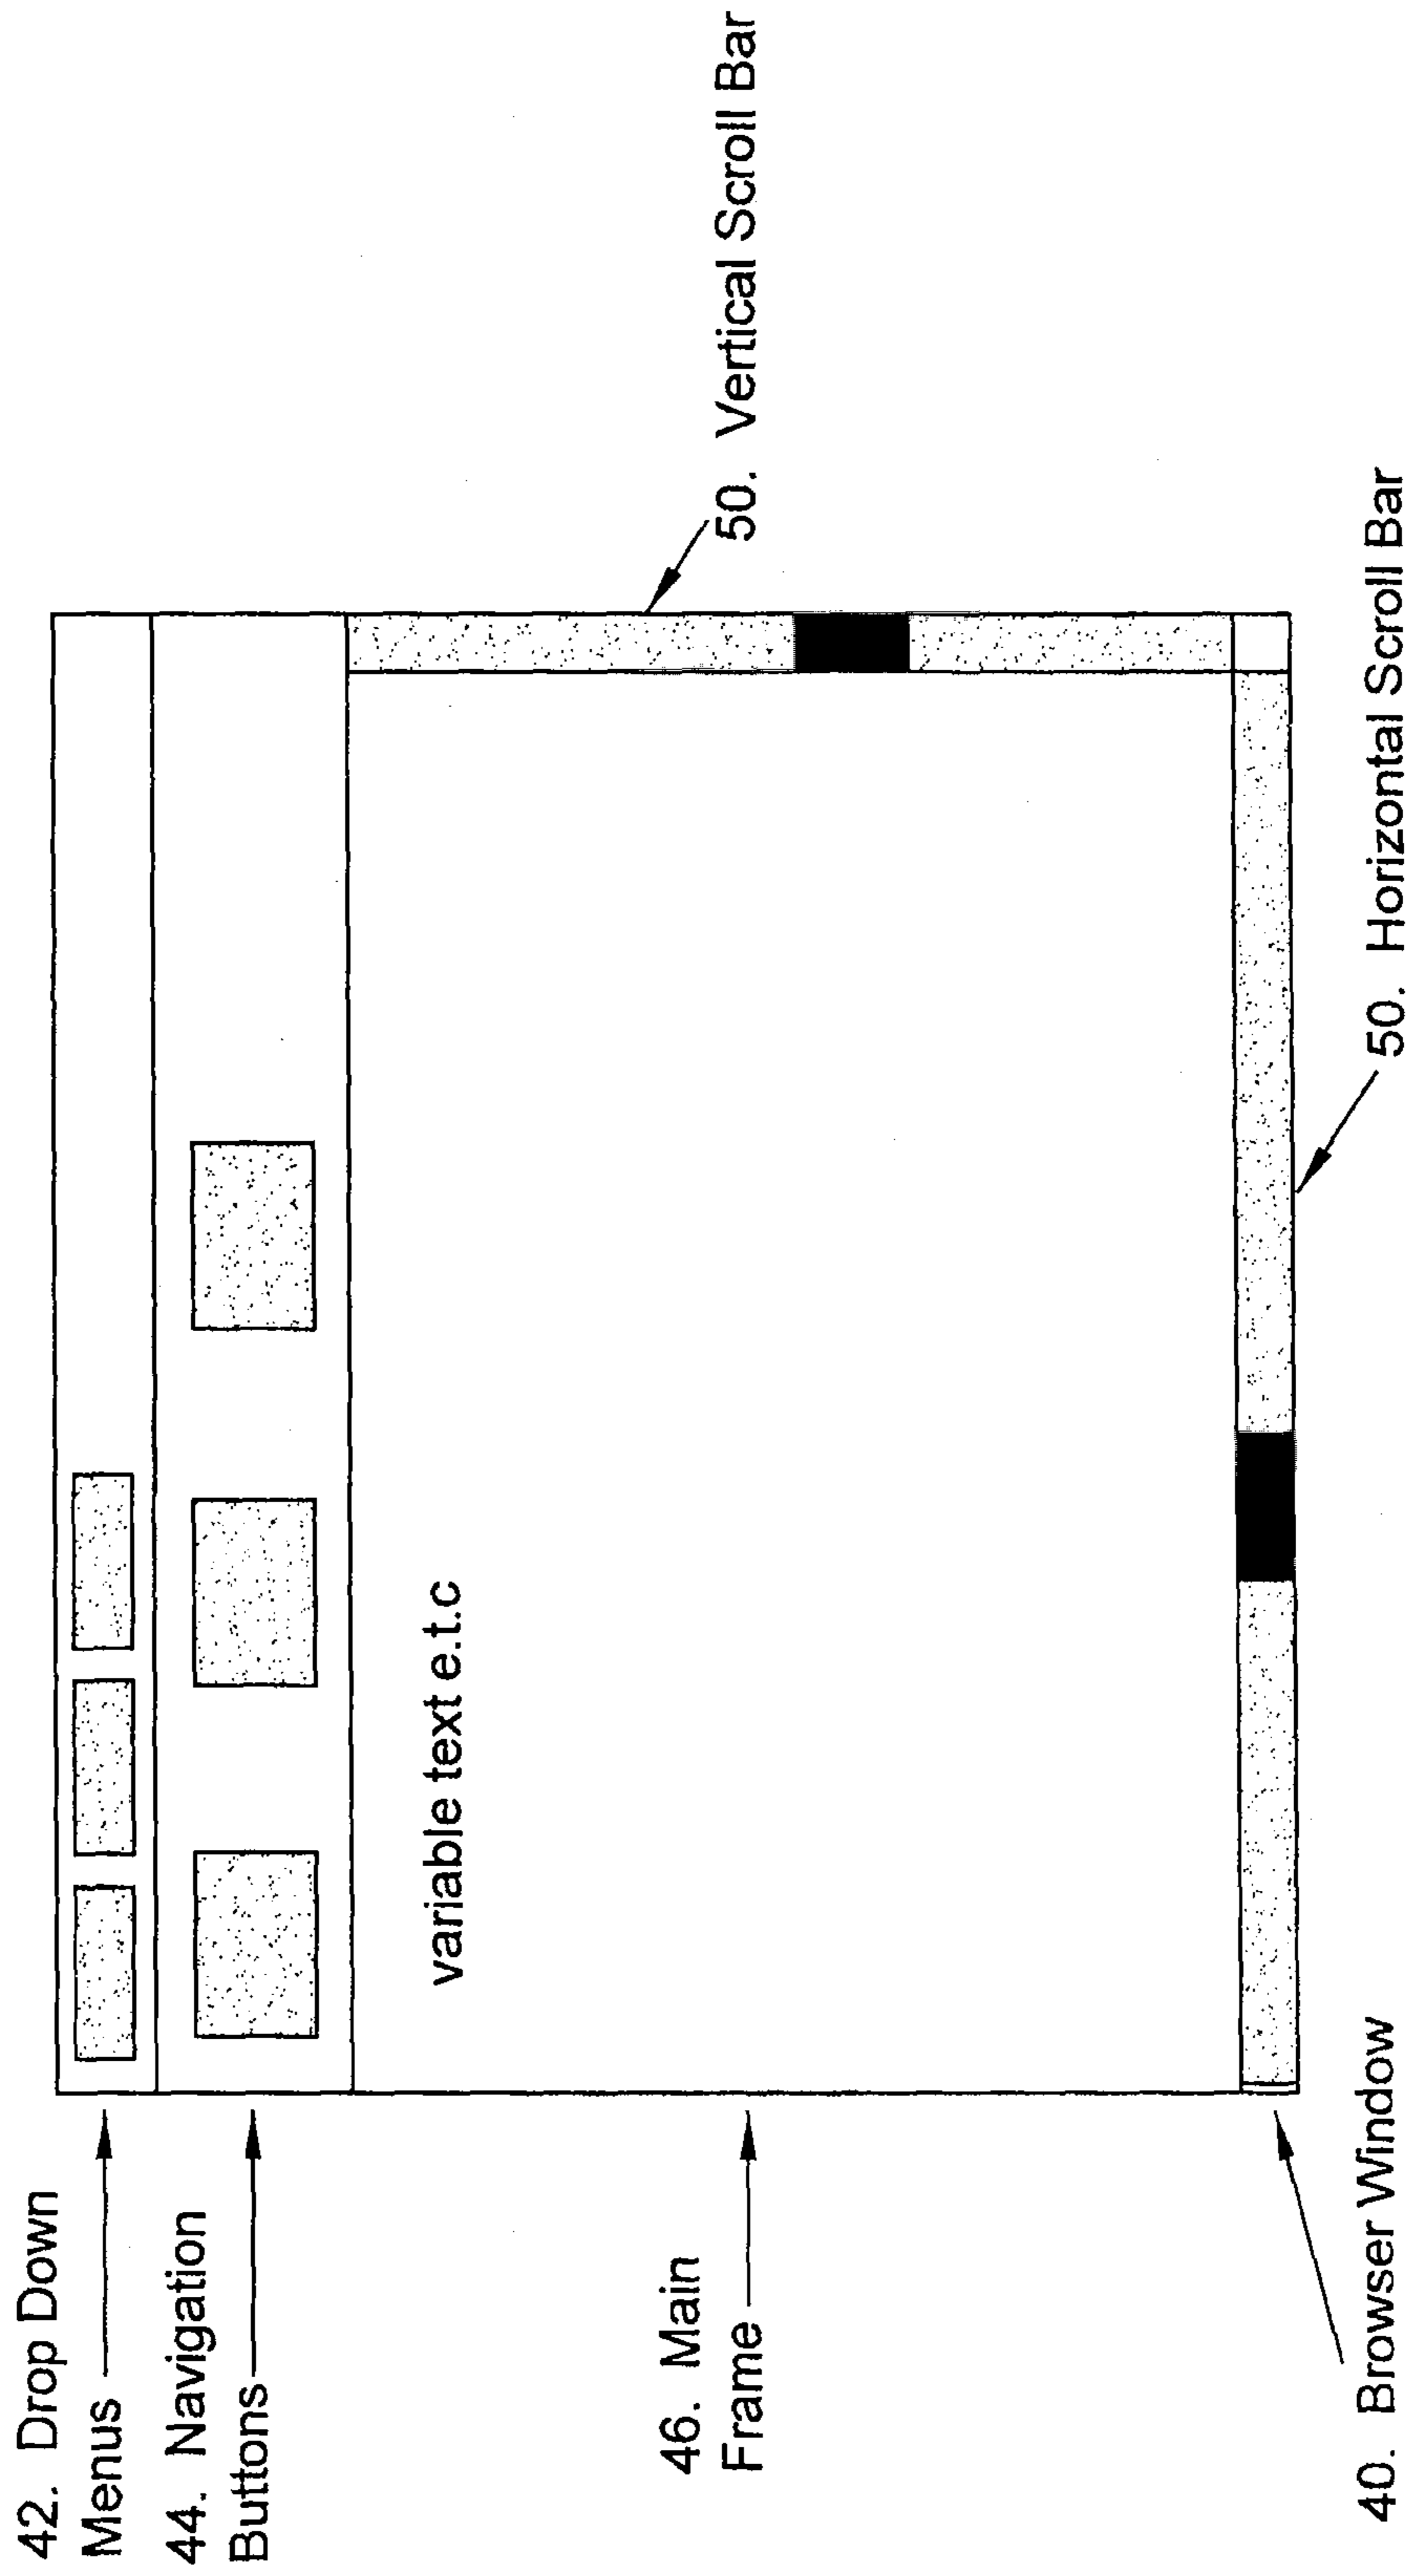 42. Drop Down
Menus
44. Navigation
Buttons
variable text e.t.c
46. Main
Frame
50. Vertical Scroll Bar
40. Browser Window
50. Horizontal Scroll Bar